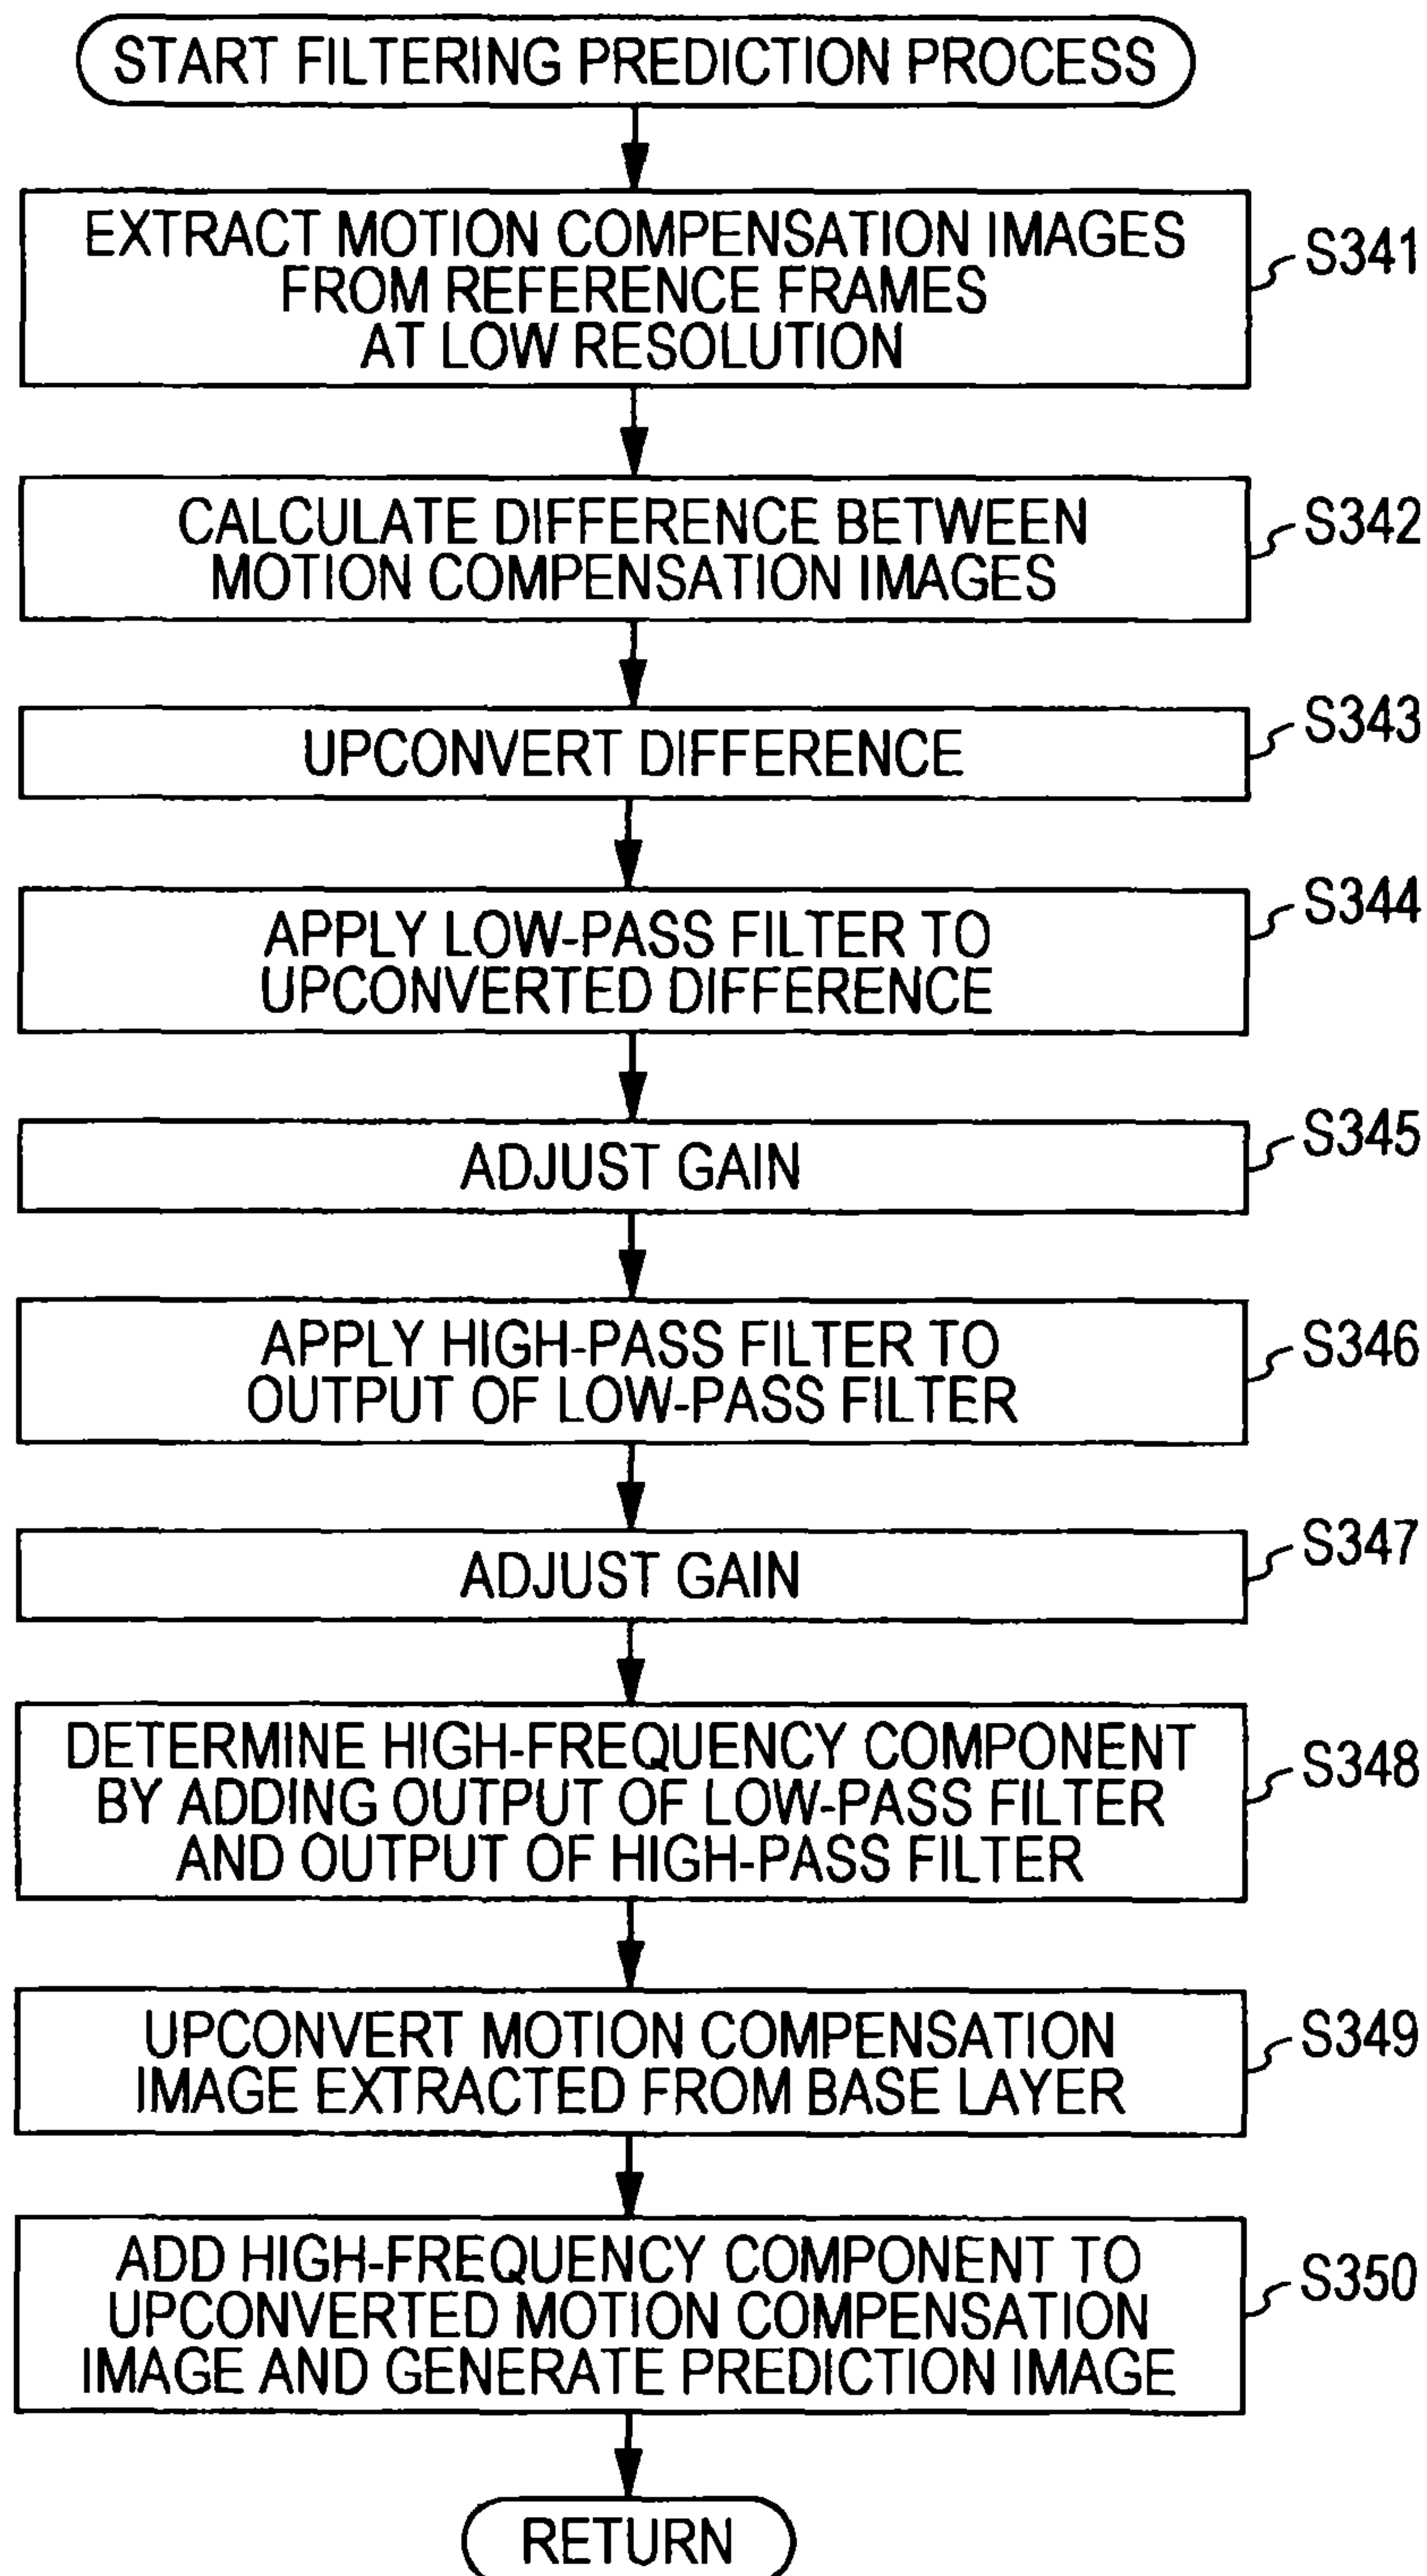 START FILTERING PREDICTION PROCESS
EXTRACT MOTION COMPENSATION IMAGES
FROM REFERENCE FRAMES
AT LOW RESOLUTION
S341
CALCULATE DIFFERENCE BETWEEN
MOTION COMPENSATION IMAGES
S342
UPCONVERT DIFFERENCE
S343
APPLY LOW-PASS FILTER TO
UPCONVERTED DIFFERENCE
S344
ADJUST GAIN
S345
APPLY HIGH-PASS FILTER TO
OUTPUT OF LOW-PASS FILTER
S346
ADJUST GAIN
S347
DETERMINE HIGH-FREQUENCY COMPONENT
BY ADDING OUTPUT OF LOW-PASS FILTER
AND OUTPUT OF HIGH-PASS FILTER
S348
UPCONVERT MOTION COMPENSATION
IMAGE EXTRACTED FROM BASE LAYER
S349
ADD HIGH-FREQUENCY COMPONENT TO
UPCONVERTED MOTION COMPENSATION
IMAGE AND GENERATE PREDICTION IMAGE
S350
RETURN